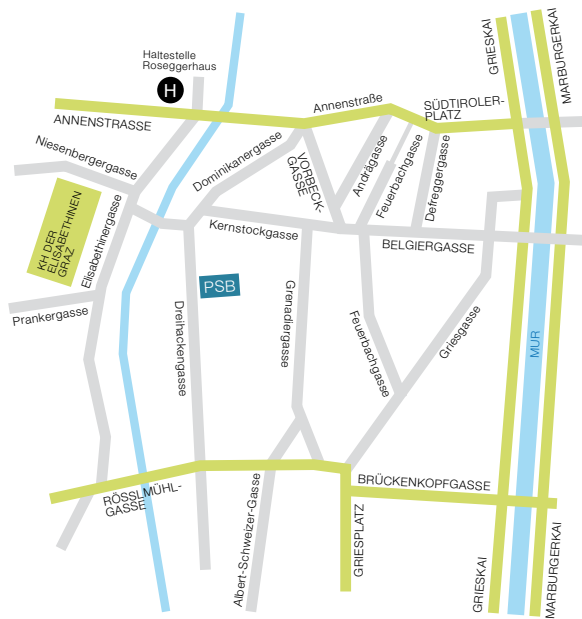 Haltestelle
Roseggerhaus
H
GRIESKAI
MARBURGERKAI
Annenstraße
SÜDTIROLER-
PLATZ
ANNENSTRASSE
Niesenbergergasse
Dominikanergasse
VORBECK-
GASSE
Andrägasse
Feuerbachgasse
Defreggergasse
KH DER
ELISABETHINEN
GRAZ
Elisabethinergasse
Kernstockgasse
BELGIERGASSE
PSB
Prankergasse
Dreihackengasse
Grenadiergasse
Feuerbachgasse
Griesgasse
MUR
RÖSSLMÜHL-
GASSE
BRÜCKENKOPFGASSE
Albert-Schweizer-Gasse
GRIESPLATZ
GRIESKAI
MARBURGERKAI